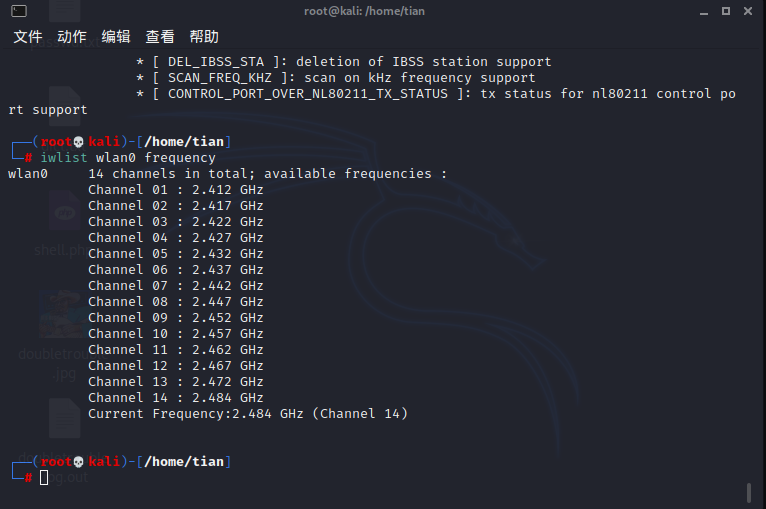 root@kali: /home/tian
文件 动作 编辑 查看 帮助
* [ DEL_IBSS_STA ]: deletion of IBSS station support
* [ SCAN_FREQ_KHZ ]: scan on kHz frequency support
* [ CONTROL_PORT_OVER_NL80211_TX_STATUS ]: tx status for nl80211 control po
rt support
┌──(root💀kali)-[/home/tian]
└─# iwlist wlan0 frequency
wlan0     14 channels in total; available frequencies :
Channel 01 : 2.412 GHz
Channel 02 : 2.417 GHz
Channel 03 : 2.422 GHz
Channel 04 : 2.427 GHz
Channel 05 : 2.432 GHz
Channel 06 : 2.437 GHz
Channel 07 : 2.442 GHz
Channel 08 : 2.447 GHz
Channel 09 : 2.452 GHz
Channel 10 : 2.457 GHz
Channel 11 : 2.462 GHz
Channel 12 : 2.467 GHz
Channel 13 : 2.472 GHz
Channel 14 : 2.484 GHz
Current Frequency:2.484 GHz (Channel 14)
┌──(root💀kali)-[/home/tian]
└─#